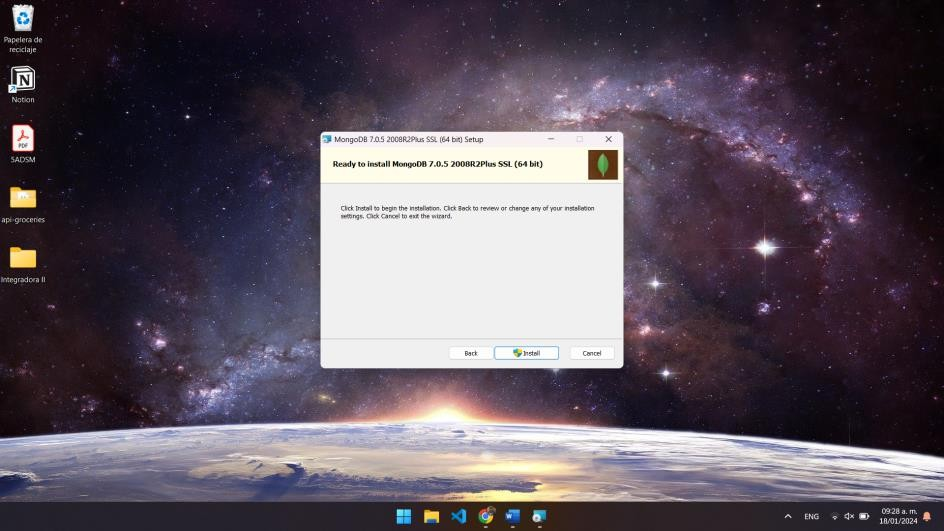 Papelera de
reciclaje
Notion
PDF
5ADSM
api-groceries
Integradora II
MongoDB 7.0.5 2008R2Plus SSL (64 bit) Setup
Ready to install MongoDB 7.0.5 2008R2Plus SSL (64 bit)
Click Install to begin the installation. Click Back to review or change any of your installation
settings. Click Cancel to exit the wizard.
Back
Install
Cancel
ENG
09:28 a. m.
18/01/2024